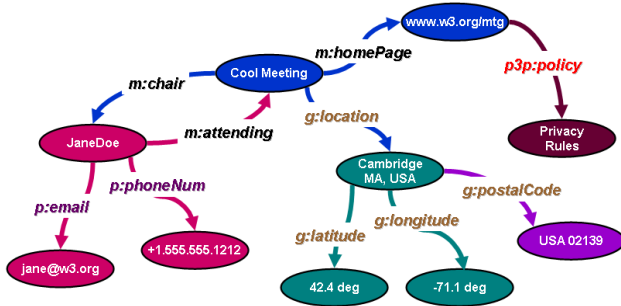 www.w3.org/mtg
m:homePage
Cool Meeting
p3p:policy
m:chair
g:location
m:attending
Privacy
Rules
JaneDoe
Cambridge
MA, USA
p:phoneNum
g:postalCode
p:email
g:longitude
g:latitude
+1.555.555.1212
USA 02139
jane@w3.org
42.4 deg
-71.1 deg